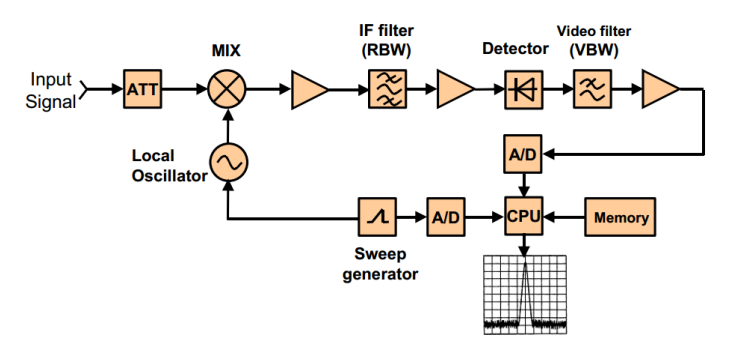 IF filter
(RBW)
Video filter
(VBW)
MIX
Detector
Input
Signal
ATT
Local
Oscillator
A/D
A/D
CPU
Memory
Sweep
generator